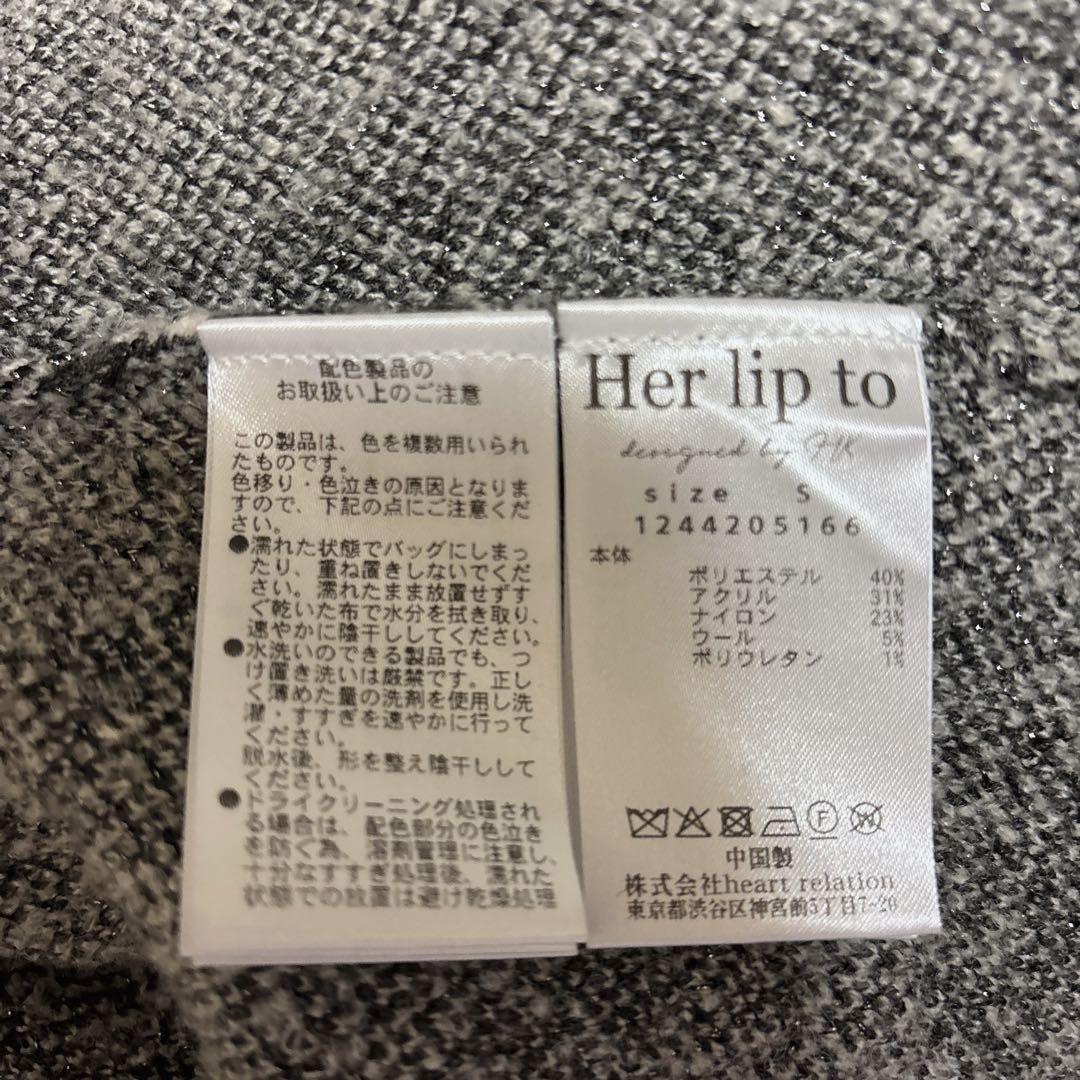 配色製品の
お取扱い上のご注意
この製品は、色を複数用いられ
たものです。
色移り・色泣きの原因となりま
すので、下記の点にご注意くだ
さい。
●濡れた状態でバッグにしまっ
たり、重ね置きしないでくだ
さい。濡れたまま放置せずす
ぐ乾いた布で水分を拭き取り、
速やかに陰干ししてください。
●水洗いのできる製品でも、つ
け置き洗いは厳禁です。正し
く薄めた量の洗剤を使用し洗
濯・すすぎを速やかに行って
ください。
脱水後、形を整え陰干しして
ください。
●ドライクリーニング処理され
る場合は、配色部分の色泣き
を防ぐ為、溶剤管理に注意し、
十分なすすぎ処理後、濡れた
状態での放置は避け乾燥処理
Her lip to
designed by HK
size S
1244205166
本体
ポリエステル 40%
アクリル 31%
ナイロン 23%
ウール 5%
ポリウレタン 1%
F W
中国製
株式会社heart relation
東京都渋谷区神宮前5丁目7-20